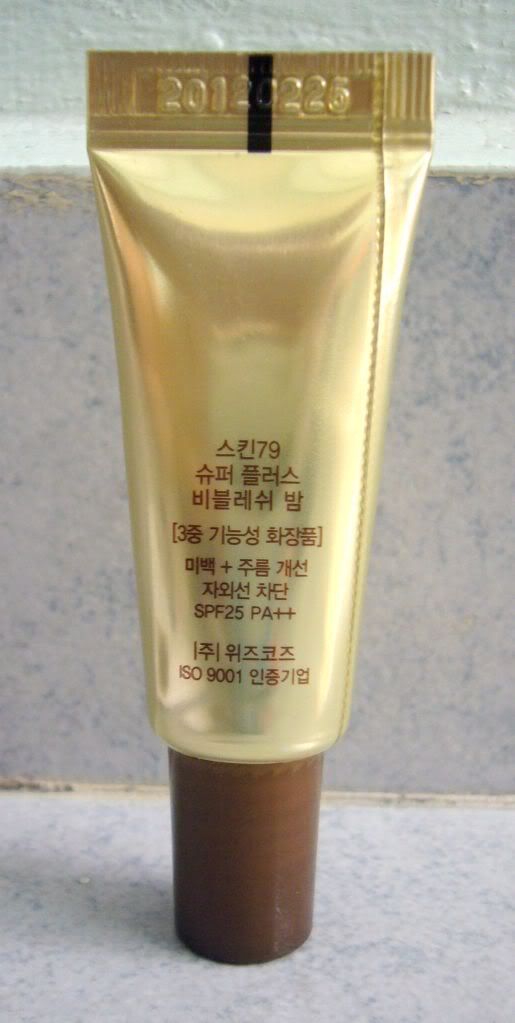 20120225
스킨79
슈퍼 플러스
비블레쉬 밤
[3중 기능성 화장품]
미백 + 주름 개선
자외선 차단
SPF25 PA++
|주| 위즈코즈
ISO 9001 인증기업